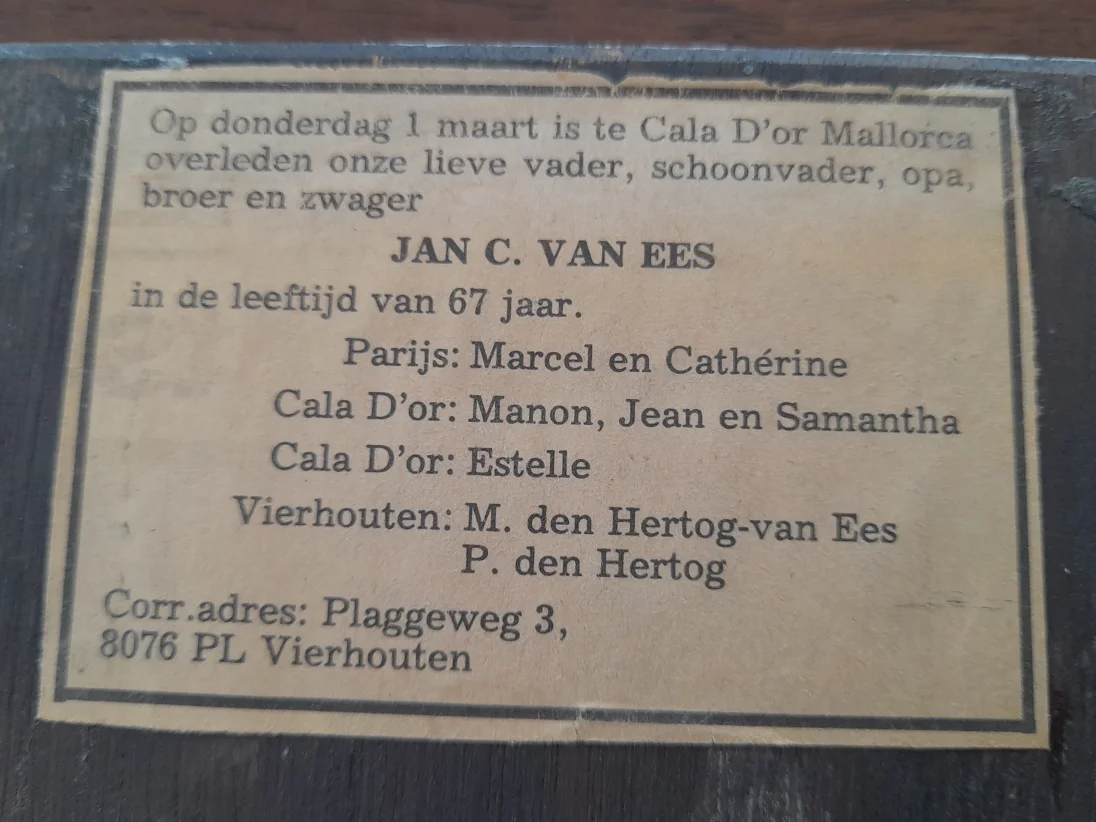 Op donderdag 1 maart is te Cala D'or Mallorca
overleden onze lieve vader, schoonvader, opa,
broer en zwager
JAN C. VAN EES
in de leeftijd van 67 jaar.
Parijs: Marcel en Cathérine
Cala D'or: Manon, Jean en Samantha
Cala D'or: Estelle
Vierhouten: M. den Hertog-van Ees
P. den Hertog
Corr.adres: Plaggeweg 3,
8076 PL Vierhouten